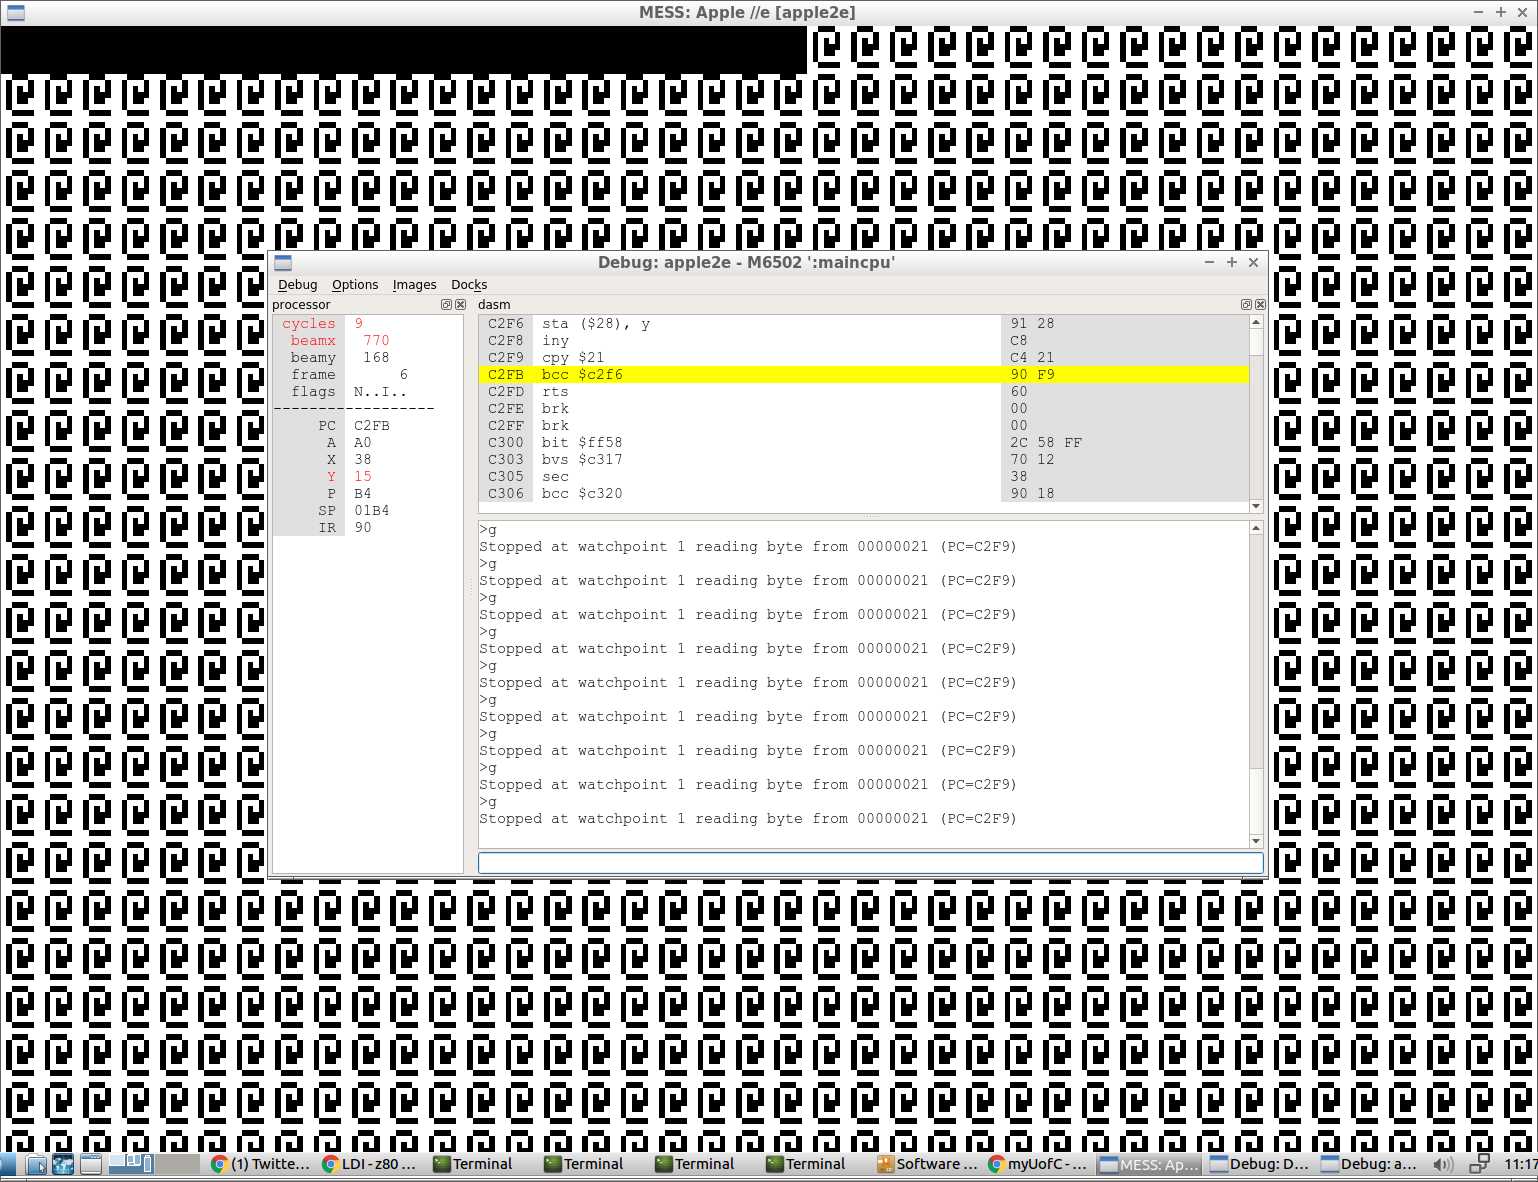 MESS: Apple //e [apple2e]
Debug: apple2e - M6502 ':maincpu'
Debug Options Images Docks
processor
cycles 9
beamx 770
beamy 168
frame 6
flags N..I..
------------------
PC C2FB
A A0
X 38
Y 15
P B4
SP 01B4
IR 90
dasm
C2F6 sta ($28), y 91 28
C2F8 iny C8
C2F9 cpy $21 C4 21
C2FB bcc $c2f6 90 F9
C2FD rts 60
C2FE brk 00
C2FF brk 00
C300 bit $ff58 2C 58 FF
C303 bvs $c317 70 12
C305 sec 38
C306 bcc $c320 90 18
>g
Stopped at watchpoint 1 reading byte from 00000021 (PC=C2F9)
>g
Stopped at watchpoint 1 reading byte from 00000021 (PC=C2F9)
>g
Stopped at watchpoint 1 reading byte from 00000021 (PC=C2F9)
>g
Stopped at watchpoint 1 reading byte from 00000021 (PC=C2F9)
>g
Stopped at watchpoint 1 reading byte from 00000021 (PC=C2F9)
>g
Stopped at watchpoint 1 reading byte from 00000021 (PC=C2F9)
>g
Stopped at watchpoint 1 reading byte from 00000021 (PC=C2F9)
>g
Stopped at watchpoint 1 reading byte from 00000021 (PC=C2F9)
>g
Stopped at watchpoint 1 reading byte from 00000021 (PC=C2F9)
(1) Twitte... LDI - z80 ... Terminal Terminal Terminal Terminal Software ... myUofC - ... MESS: Ap... Debug: D... Debug: a... 11:17